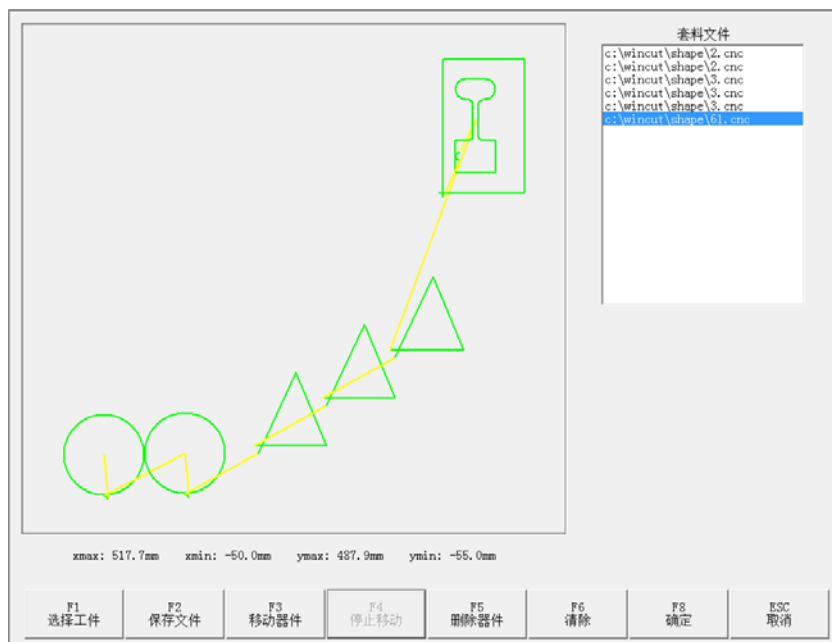 套料文件
c:\wincut\shape\2.cnc
c:\wincut\shape\2.cnc
c:\wincut\shape\3.cnc
c:\wincut\shape\3.cnc
c:\wincut\shape\3.cnc
c:\wincut\shape\61.cnc
xmax: 517.7mm xmin: -50.0mm ymax: 487.9mm ymin: -55.0mm
F1 F2 F3 F4 F5 F6 F8 ESC
选择工件 保存文件 移动器件 停止移动 删除器件 清除 确定 取消